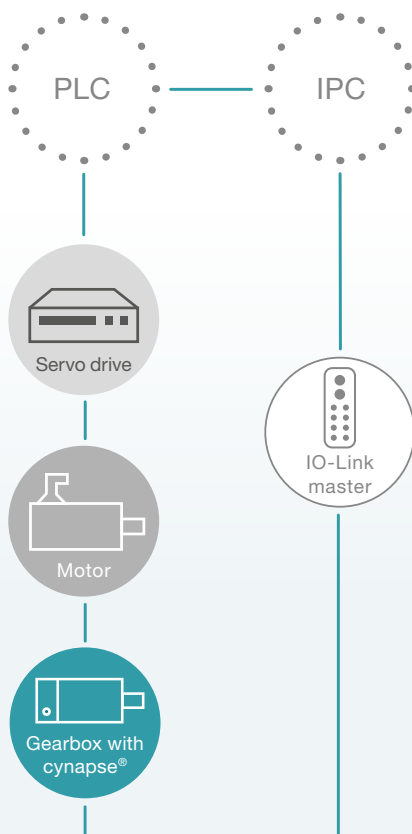 PLC
IPC
Servo drive
IO-Link
master
Motor
Gearbox with
cynapse®